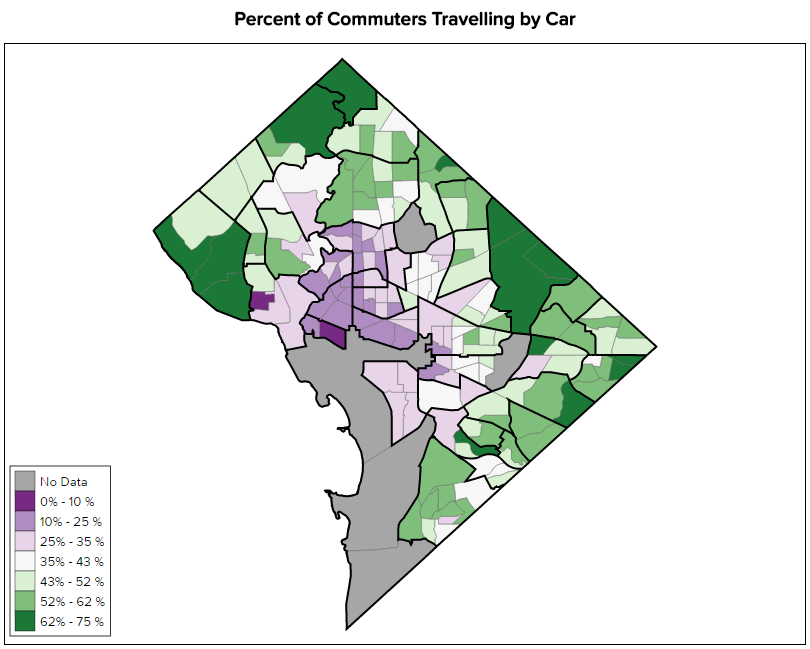 Percent of Commuters Travelling by Car
No Data
0% - 10 %
10% - 25 %
25% - 35 %
35% - 43 %
43% - 52 %
52% - 62 %
62% - 75 %